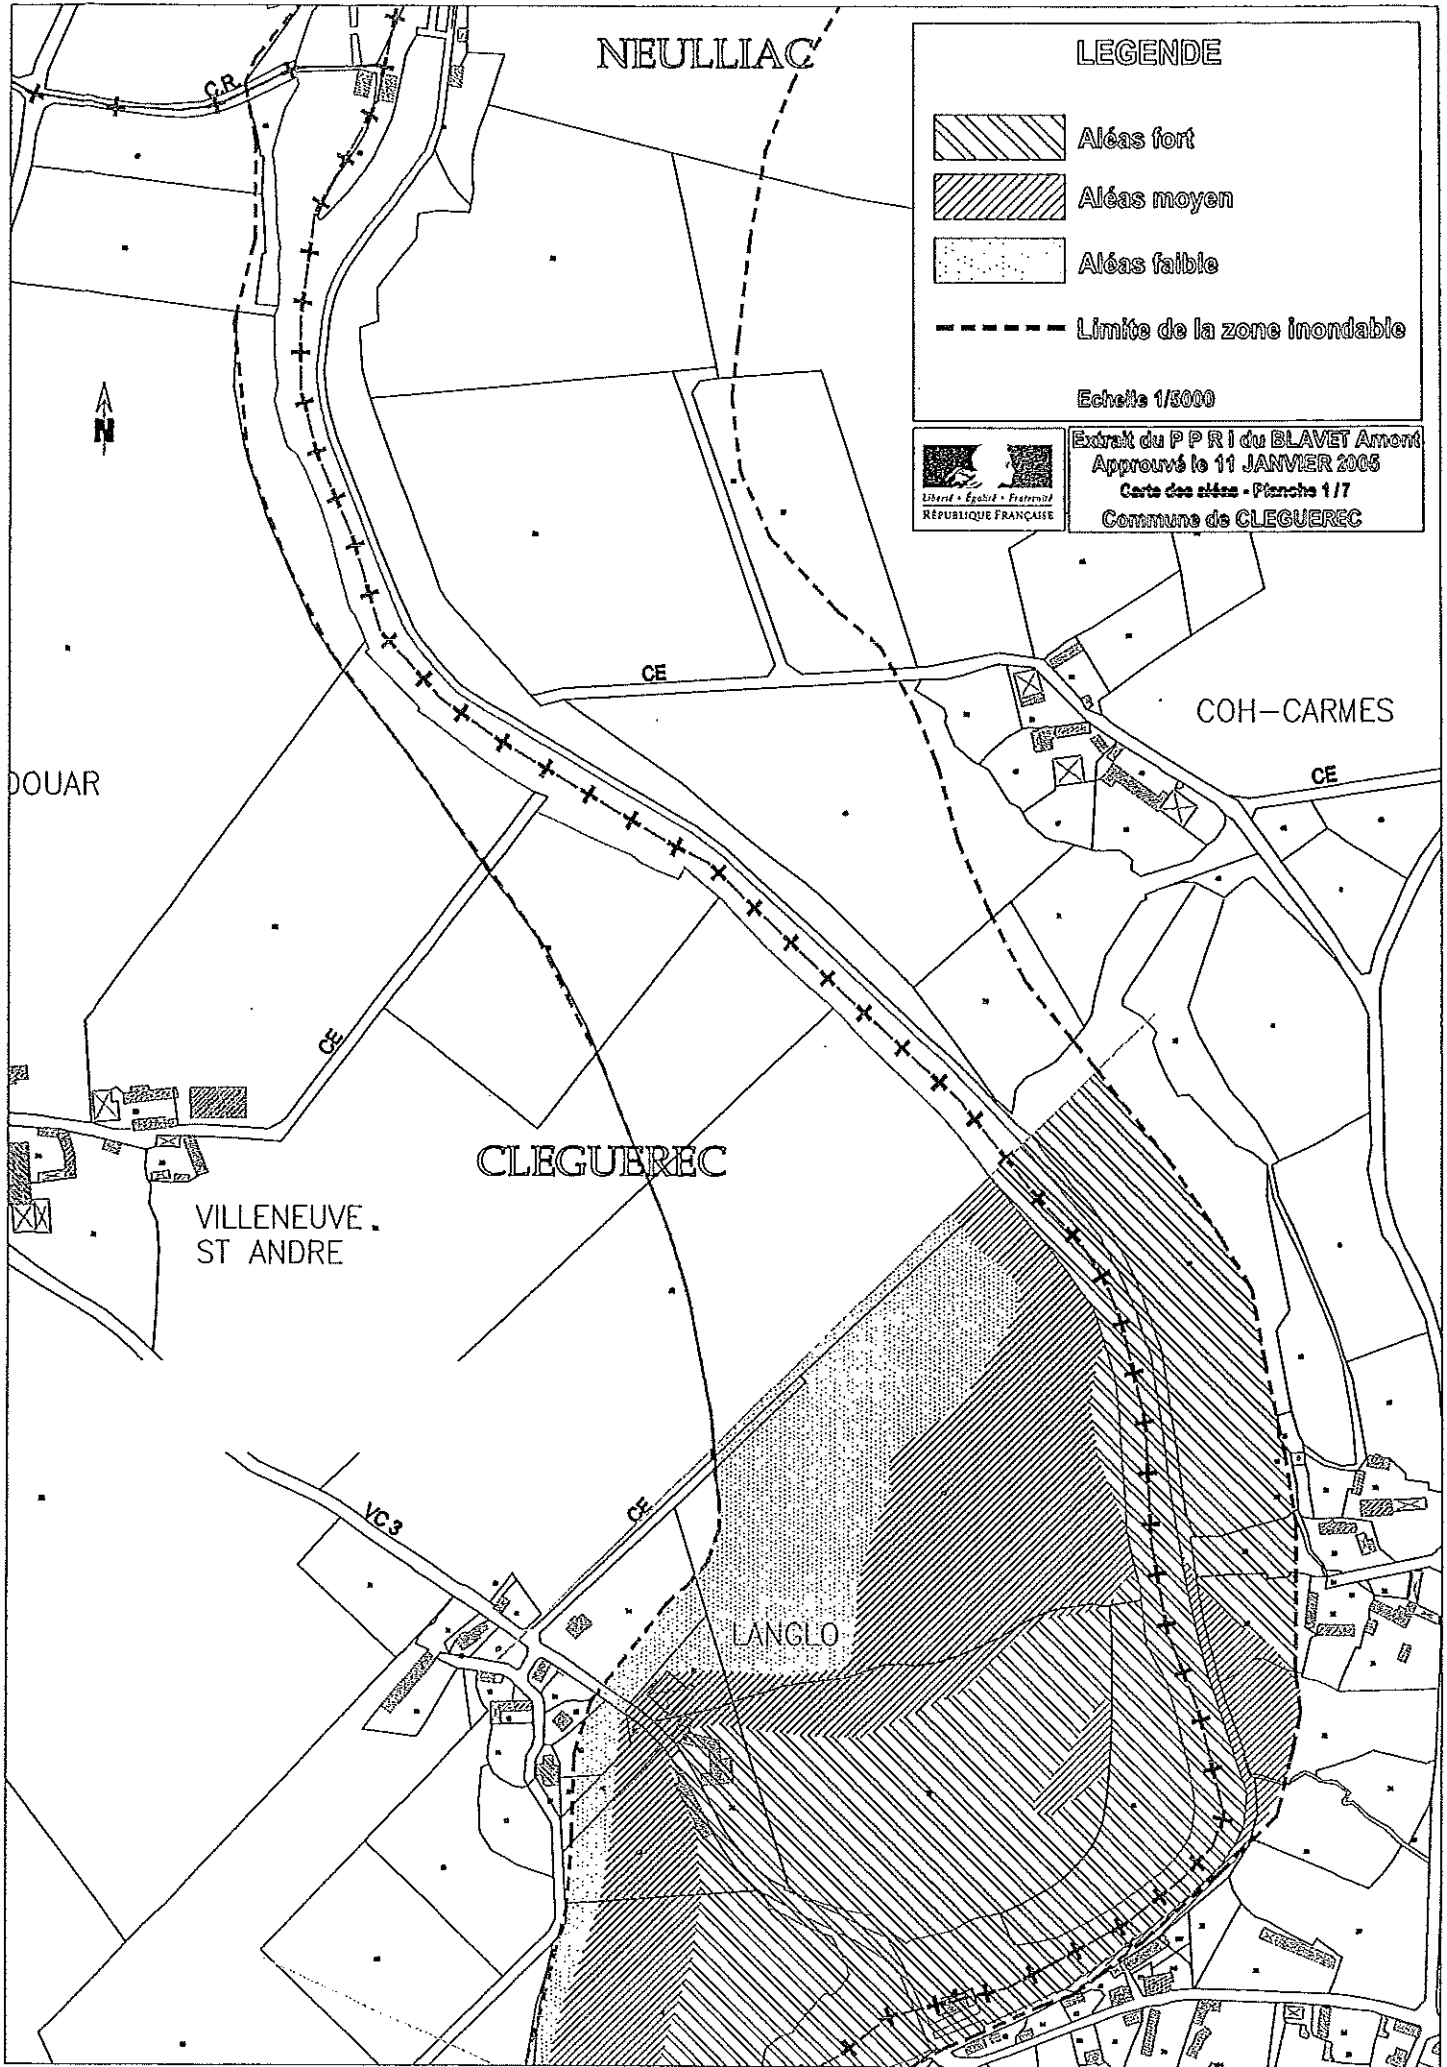 NEULLIAC
LEGENDE
Aléas fort
Aléas moyen
Aléas faible
Limite de la zone inondable
Echelle 1/5000
Liberté • Égalité • Fraternité
RÉPUBLIQUE FRANÇAISE
Extrait du P P R I du BLAVET Amont
Approuvé le 11 JANVIER 2005
Carte des aléas - Planche 1 / 7
Commune de CLEGUEREC
C.R.
N
CE
COH-CARMES
CE
DOUAR
CE
CLEGUEREC
VILLENEUVE
ST ANDRE
VC 3
CE
LANGLO